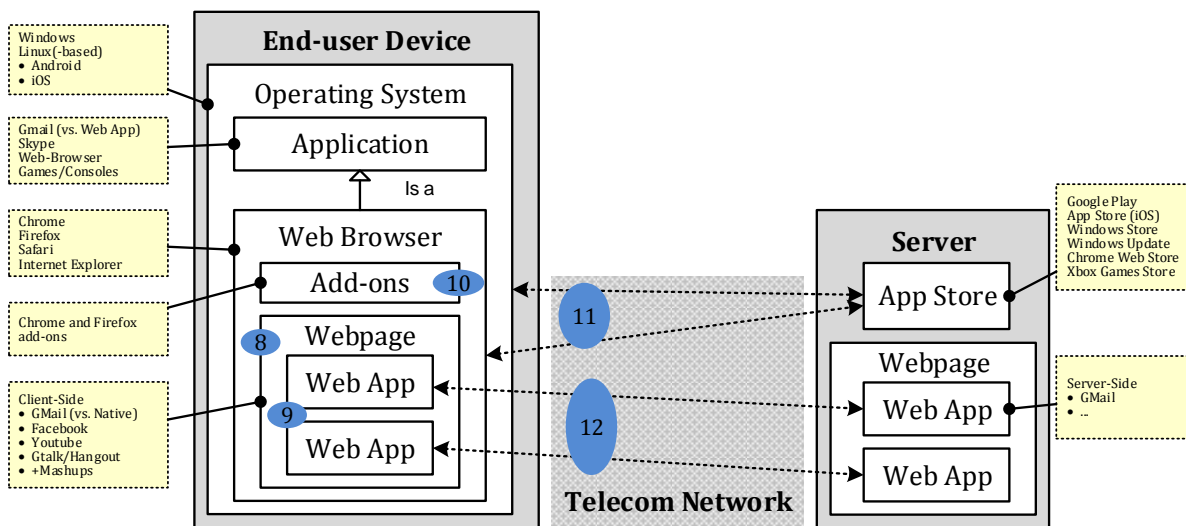 Windows
Linux(-based)
• Android
• iOS
Gmail (vs. Web App)
Skype
Web-Browser
Games/Consoles
Chrome
Firefox
Safari
Internet Explorer
Chrome and Firefox
add-ons
Client-Side
• GMail (vs. Native)
• Facebook
• Youtube
• Gtalk/Hangout
• +Mashups
End-user Device
Operating System
Application
Is a
Web Browser
Add-ons
10
8
Webpage
Web App
9
Web App
11
12
Telecom Network
Server
App Store
Webpage
Web App
Web App
Google Play
App Store (iOS)
Windows Store
Windows Update
Chrome Web Store
Xbox Games Store
Server-Side
• GMail
• ...